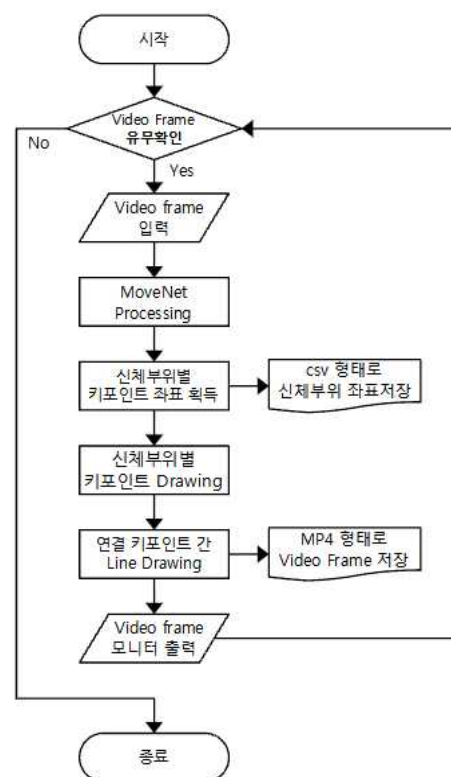 시작
Video Frame
유무확인
No
Yes
Video frame
입력
MoveNet
Processing
신체부위별
키포인트 좌표 획득
csv 형태로
신체부위 좌표저장
신체부위별
키포인트 Drawing
연결 키포인트 간
Line Drawing
MP4 형태로
Video Frame 저장
Video frame
모니터 출력
종료